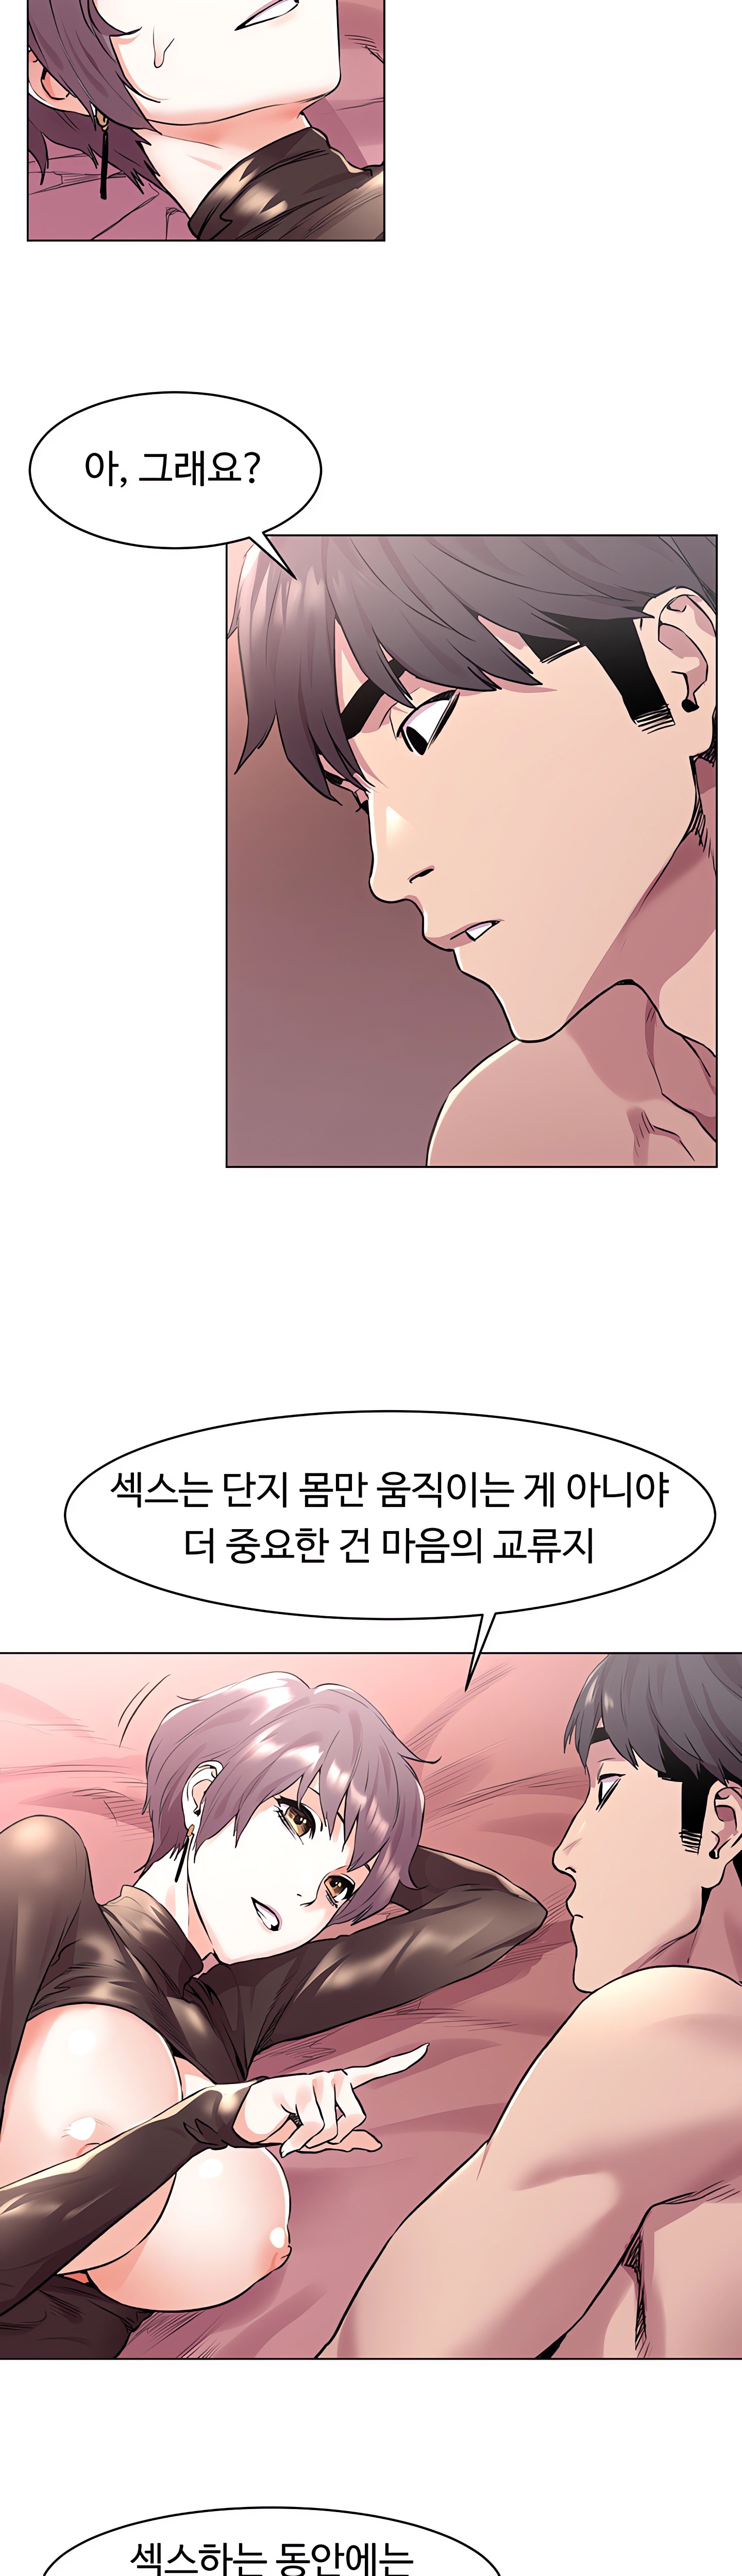 아, 그래요?
섹스는 단지 몸만 움직이는 게 아니야
더 중요한 건 마음의 교류지
섹스하는 동안에는